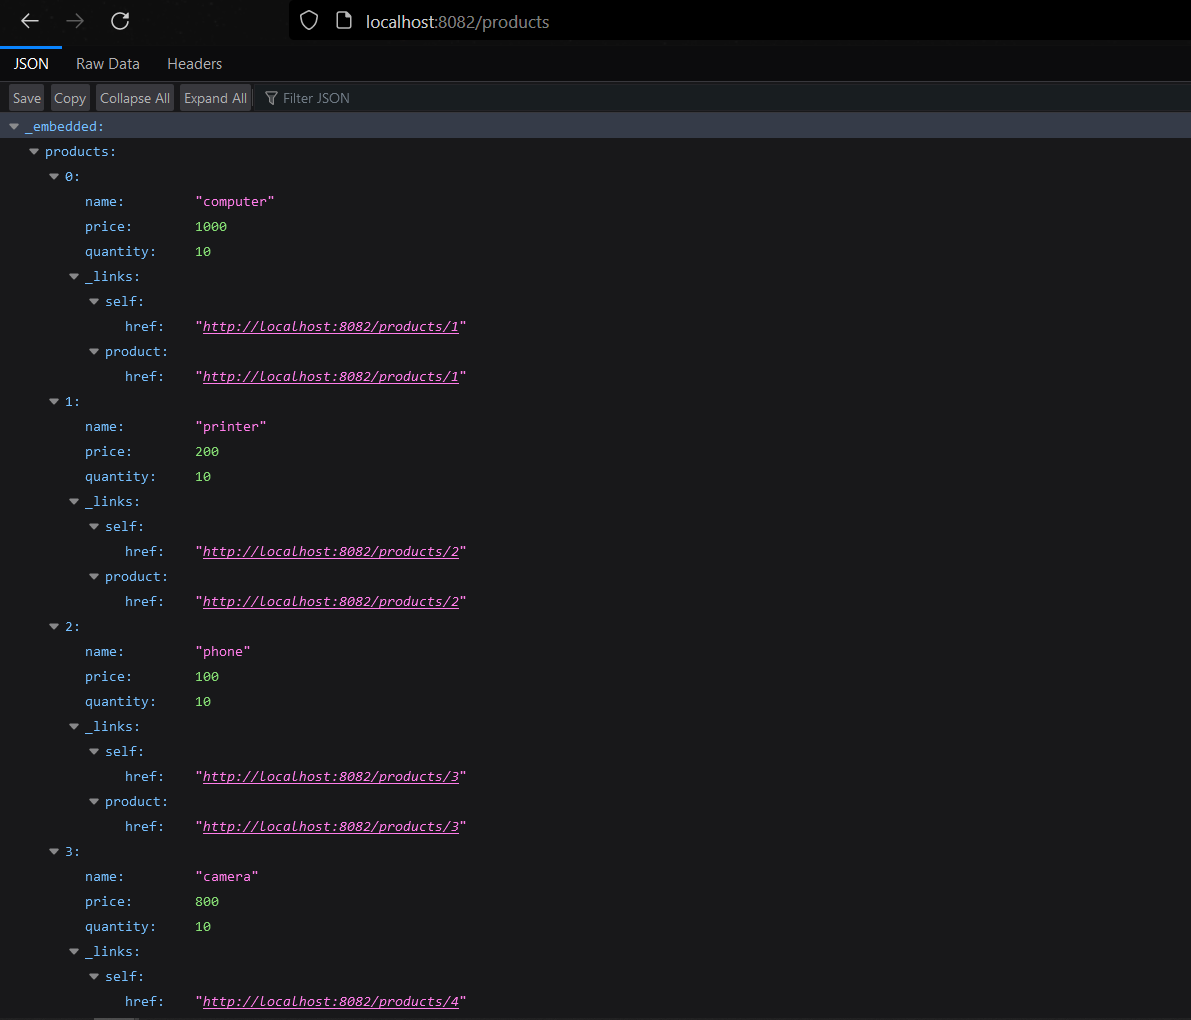 localhost:8082/products
JSON Raw Data Headers
Save Copy Collapse All Expand All Filter JSON
_embedded:
products:
0:
name: "computer"
price: 1000
quantity: 10
_links:
self:
href: "http://localhost:8082/products/1"
product:
href: "http://localhost:8082/products/1"
1:
name: "printer"
price: 200
quantity: 10
_links:
self:
href: "http://localhost:8082/products/2"
product:
href: "http://localhost:8082/products/2"
2:
name: "phone"
price: 100
quantity: 10
_links:
self:
href: "http://localhost:8082/products/3"
product:
href: "http://localhost:8082/products/3"
3:
name: "camera"
price: 800
quantity: 10
_links:
self:
href: "http://localhost:8082/products/4"